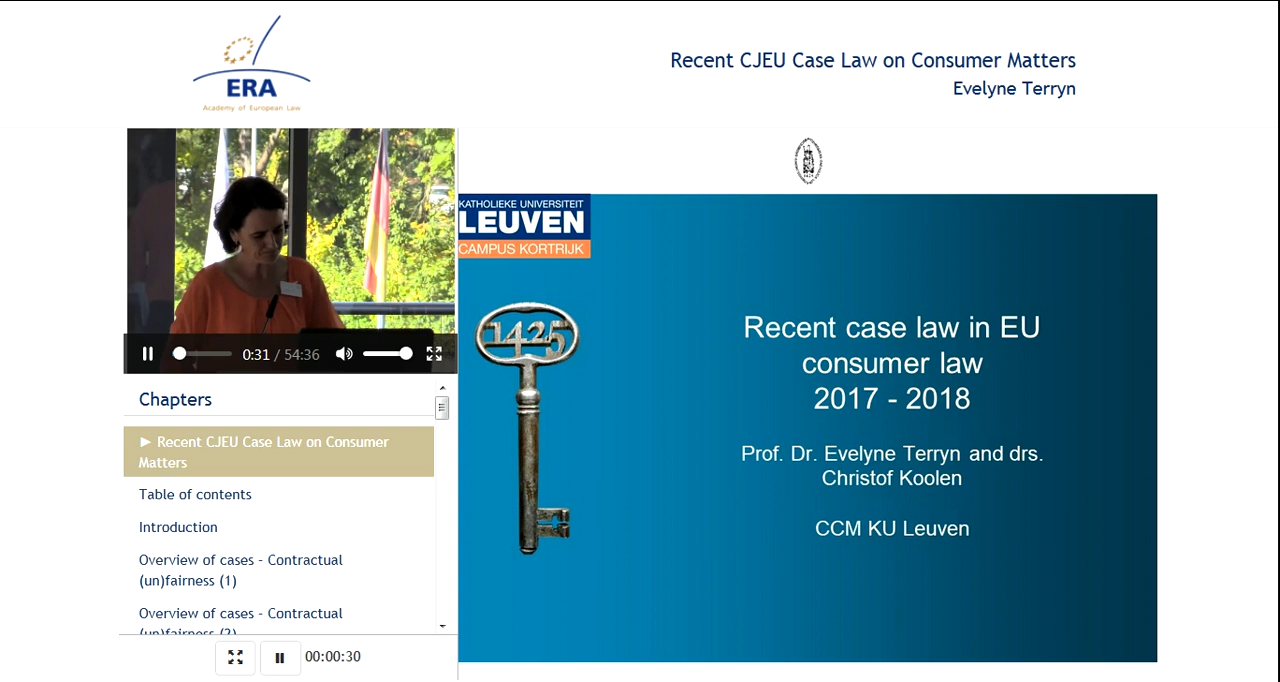 ERA
Academy of European Law
Recent CJEU Case Law on Consumer Matters
Evelyne Terryn
0:31 / 54:36
Chapters
► Recent CJEU Case Law on Consumer
Matters
Table of contents
Introduction
Overview of cases - Contractual
(un)fairness (1)
Overview of cases - Contractual
(un)fairness (2)
00:00:30
KATHOLIEKE UNIVERSITEIT
LEUVEN
CAMPUS KORTRIJK
1425
Recent case law in EU
consumer law
2017 - 2018
Prof. Dr. Evelyne Terryn and drs.
Christof Koolen
CCM KU Leuven